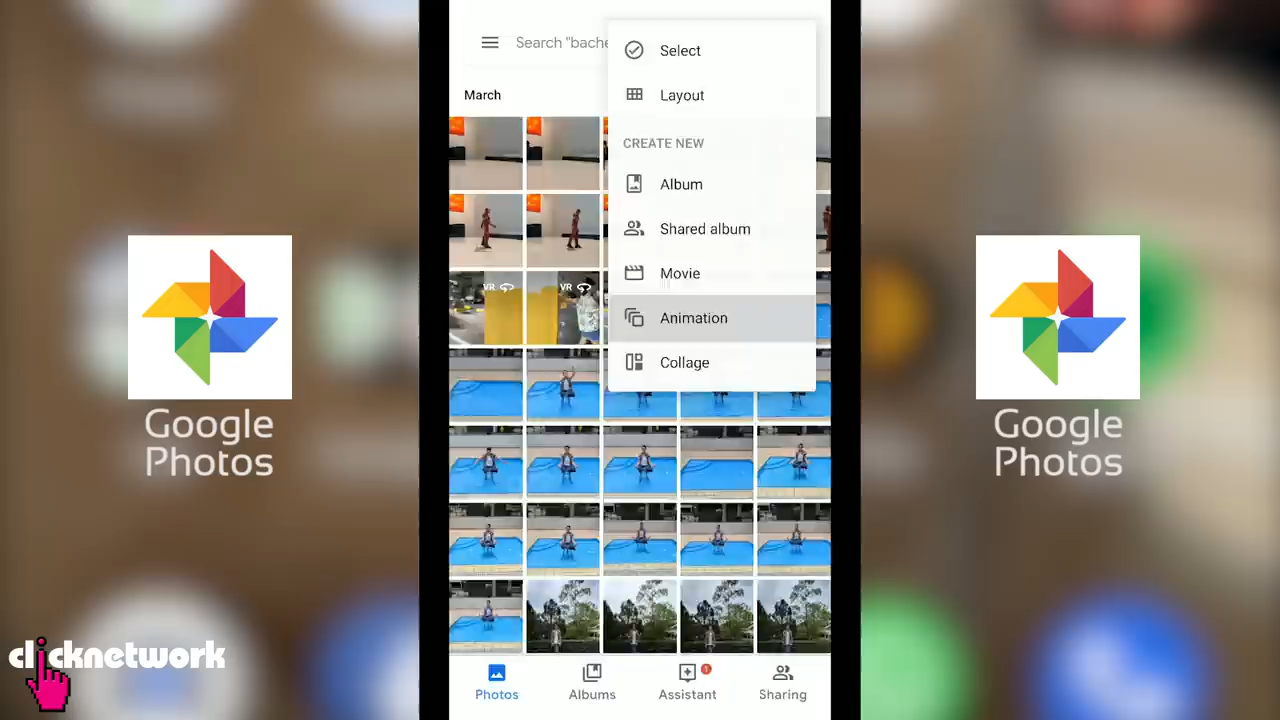 Search "bache
Select
Layout
March
CREATE NEW
Album
Shared album
VR
VR
Movie
Animation
Collage
Google
Photos
Google
Photos
Photos
Albums
1
Assistant
Sharing
clicknetwork